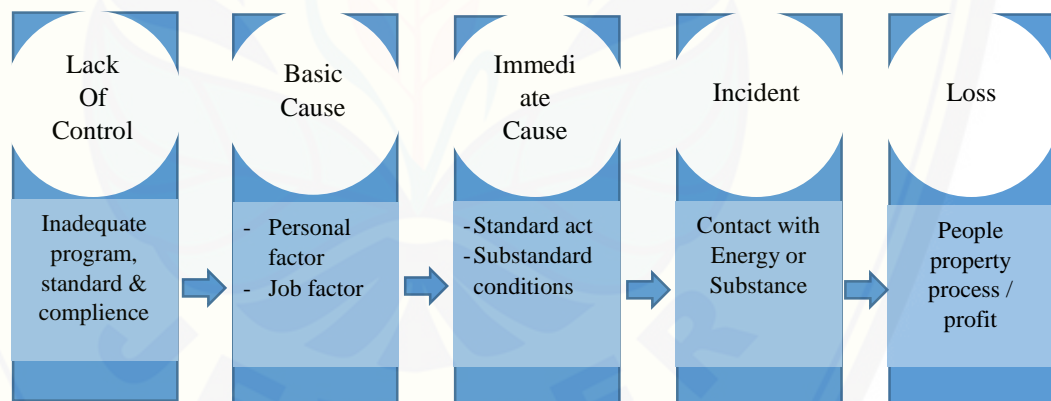 Lack
Of
Control
Basic
Cause
Immedi
ate
Cause
Incident
Loss
Inadequate
program,
standard &
complience
- Personal
factor
- Job factor
-Standard act
-Substandard
conditions
Contact with
Energy or
Substance
People
property
process /
profit